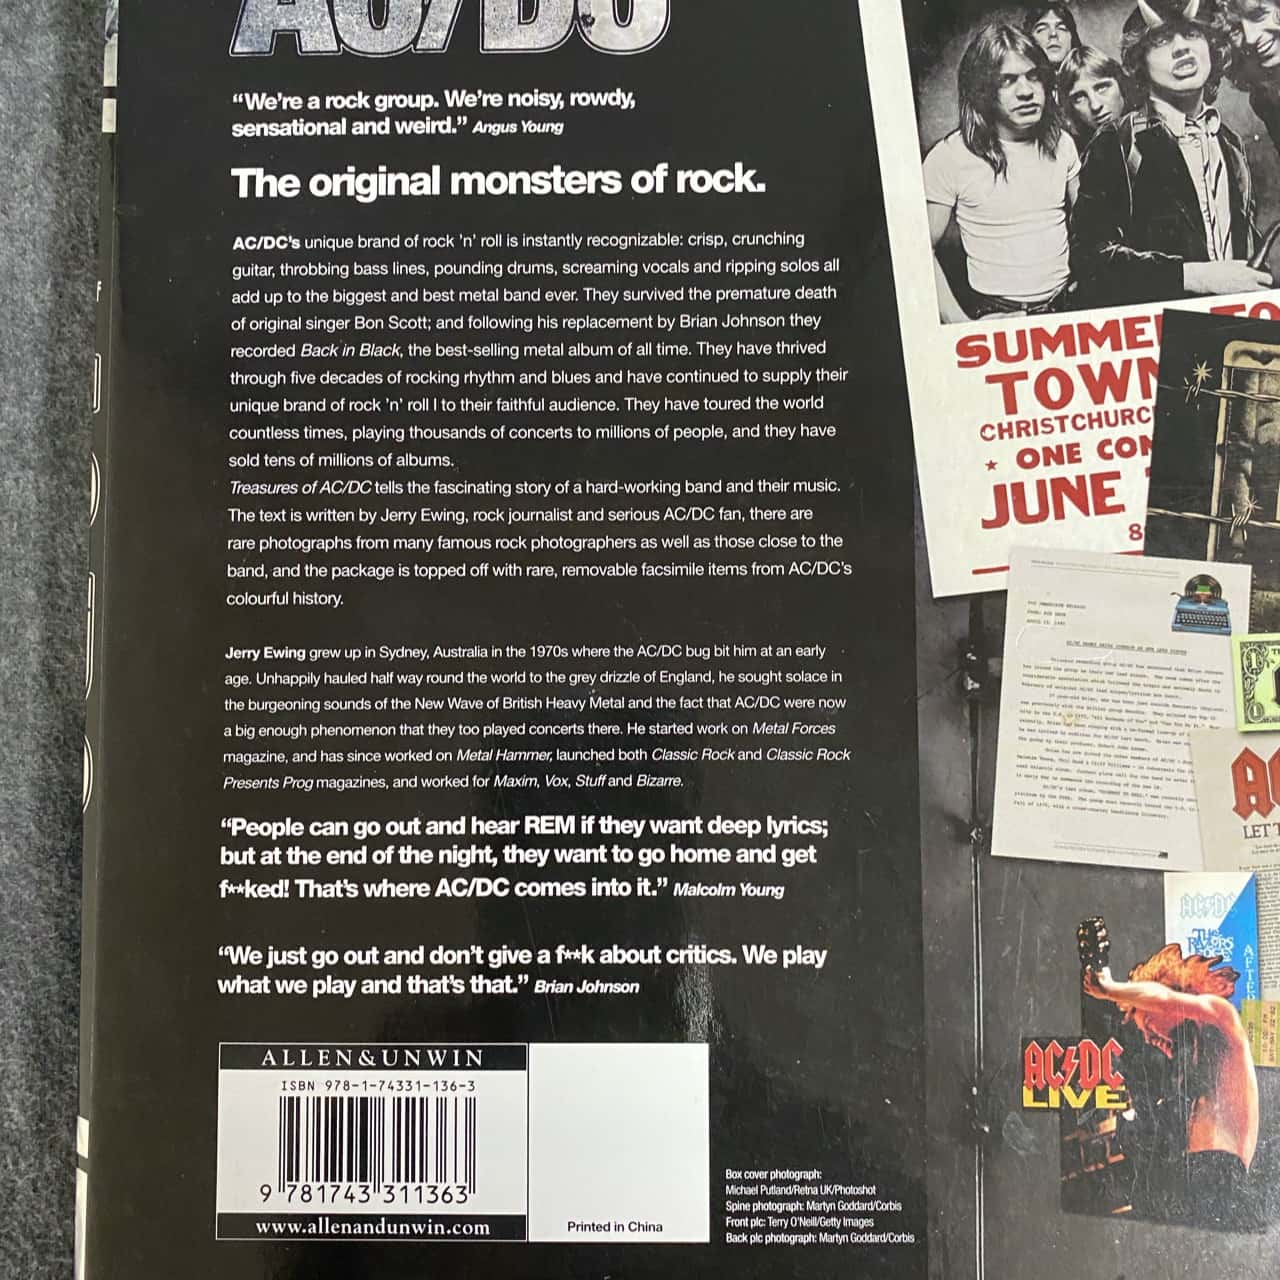 AC/DC
“We’re a rock group. We’re noisy, rowdy,
sensational and weird.” Angus Young
The original monsters of rock.
AC/DC’s unique brand of rock ’n’ roll is instantly recognizable: crisp, crunching
guitar, throbbing bass lines, pounding drums, screaming vocals and ripping solos all
add up to the biggest and best metal band ever. They survived the premature death
of original singer Bon Scott; and following his replacement by Brian Johnson they
recorded Back in Black, the best-selling metal album of all time. They have thrived
through five decades of rocking rhythm and blues and have continued to supply their
unique brand of rock ’n’ roll l to their faithful audience. They have toured the world
countless times, playing thousands of concerts to millions of people, and they have
sold tens of millions of albums.
Treasures of AC/DC tells the fascinating story of a hard-working band and their music.
The text is written by Jerry Ewing, rock journalist and serious AC/DC fan, there are
rare photographs from many famous rock photographers as well as those close to the
band, and the package is topped off with rare, removable facsimile items from AC/DC’s
colourful history.
Jerry Ewing grew up in Sydney, Australia in the 1970s where the AC/DC bug bit him at an early
age. Unhappily hauled half way round the world to the grey drizzle of England, he sought solace in
the burgeoning sounds of the New Wave of British Heavy Metal and the fact that AC/DC were now
a big enough phenomenon that they too played concerts there. He started work on Metal Forces
magazine, and has since worked on Metal Hammer, launched both Classic Rock and Classic Rock
Presents Prog magazines, and worked for Maxim, Vox, Stuff and Bizarre.
“People can go out and hear REM if they want deep lyrics;
but at the end of the night, they want to go home and get
f**ked! That’s where AC/DC comes into it.” Malcolm Young
“We just go out and don’t give a f**k about critics. We play
what we play and that’s that.” Brian Johnson
ALLEN&UNWIN
ISBN 978-1-74331-136-3
9 781743 311363
www.allenandunwin.com
Printed in China
Box cover photograph:
Michael Putland/Retna UK/Photoshot
Spine photograph: Martyn Goddard/Corbis
Front plc: Terry O’Neill/Getty Images
Back plc photograph: Martyn Goddard/Corbis
SUMME TO
TOWN
CHRISTCHURC
★ ONE CON
JUNE
8
FOR IMMEDIATE RELEASE
AC/DC
THE
RAZORS
EDGE
LET T
AC/DC
LIVE